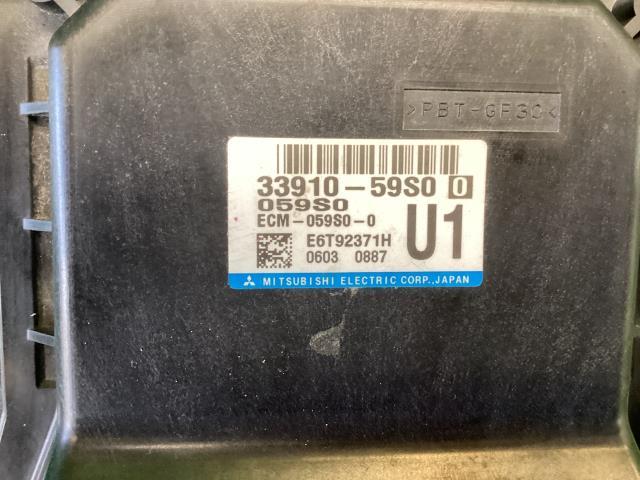 >PBT-GF30<
33910-59S0 0
059S0
ECM-059S0-0
E6T92371H
0603 0887
U1
MITSUBISHI ELECTRIC CORP., JAPAN